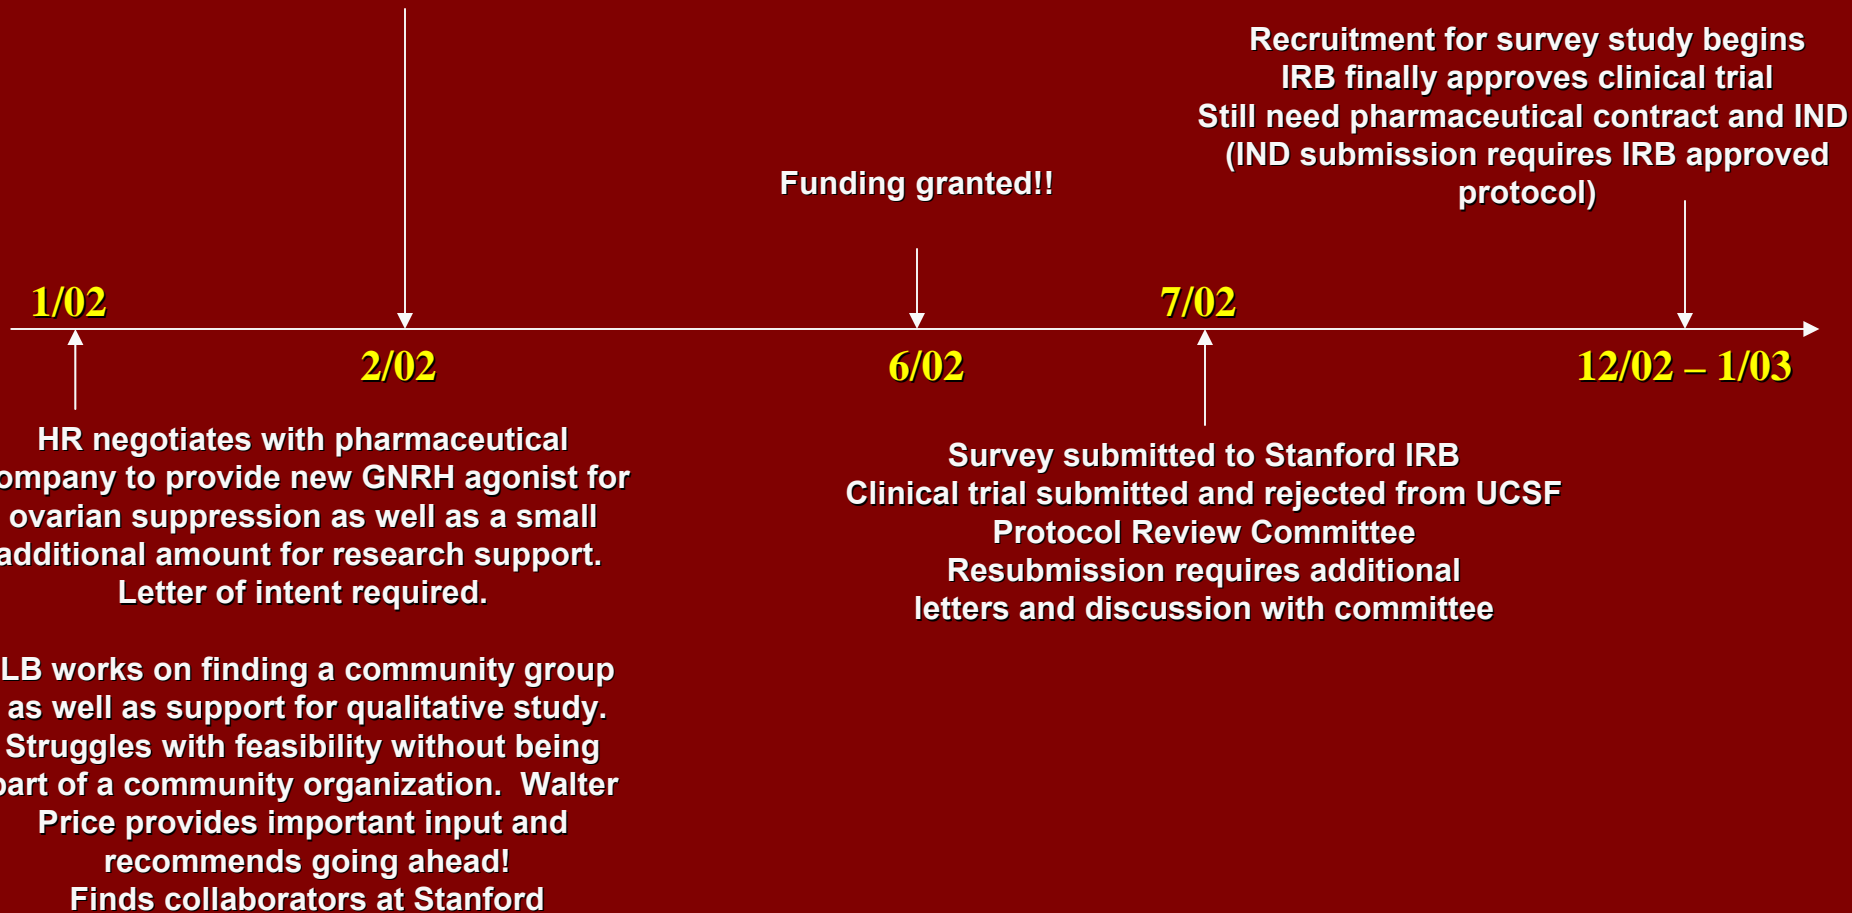 Recruitment for survey study begins
IRB finally approves clinical trial
Still need pharmaceutical contract and IND
(IND submission requires IRB approved
protocol)
Funding granted!!
1/02
7/02
2/02
6/02
12/02 – 1/03
HR negotiates with pharmaceutical
ompany to provide new GNRH agonist for
ovarian suppression as well as a small
additional amount for research support.
Letter of intent required.
LB works on finding a community group
as well as support for qualitative study.
Struggles with feasibility without being
part of a community organization. Walter
Price provides important input and
recommends going ahead!
Finds collaborators at Stanford
Survey submitted to Stanford IRB
Clinical trial submitted and rejected from UCSF
Protocol Review Committee
Resubmission requires additional
letters and discussion with committee